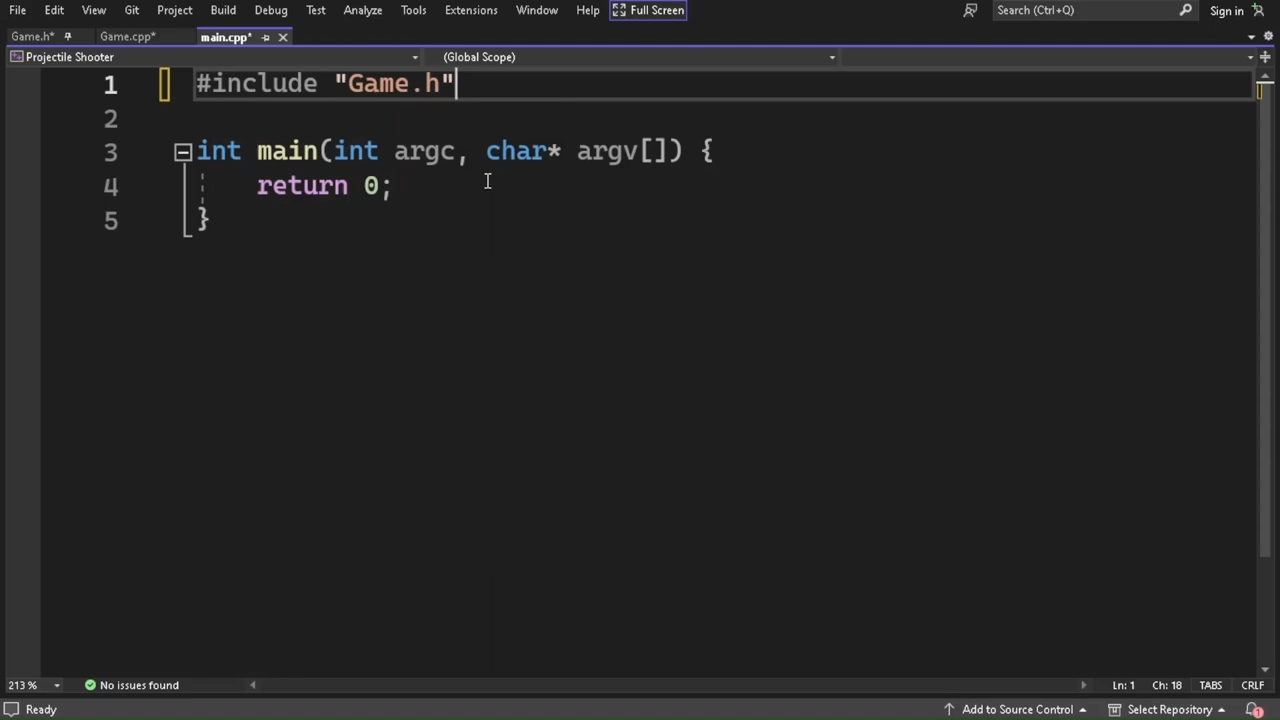 File Edit View Git Project Build Debug Test Analyze Tools Extensions Window Help Full Screen Search (Ctrl+Q) Sign in
Game.h* Game.cpp* main.cpp*
Projectile Shooter (Global Scope)
1 #include "Game.h"
2
3 int main(int argc, char* argv[]) {
4 return 0;
5 }
213 % No issues found Ln: 1 Ch: 18 TABS CRLF
Ready Add to Source Control Select Repository 1